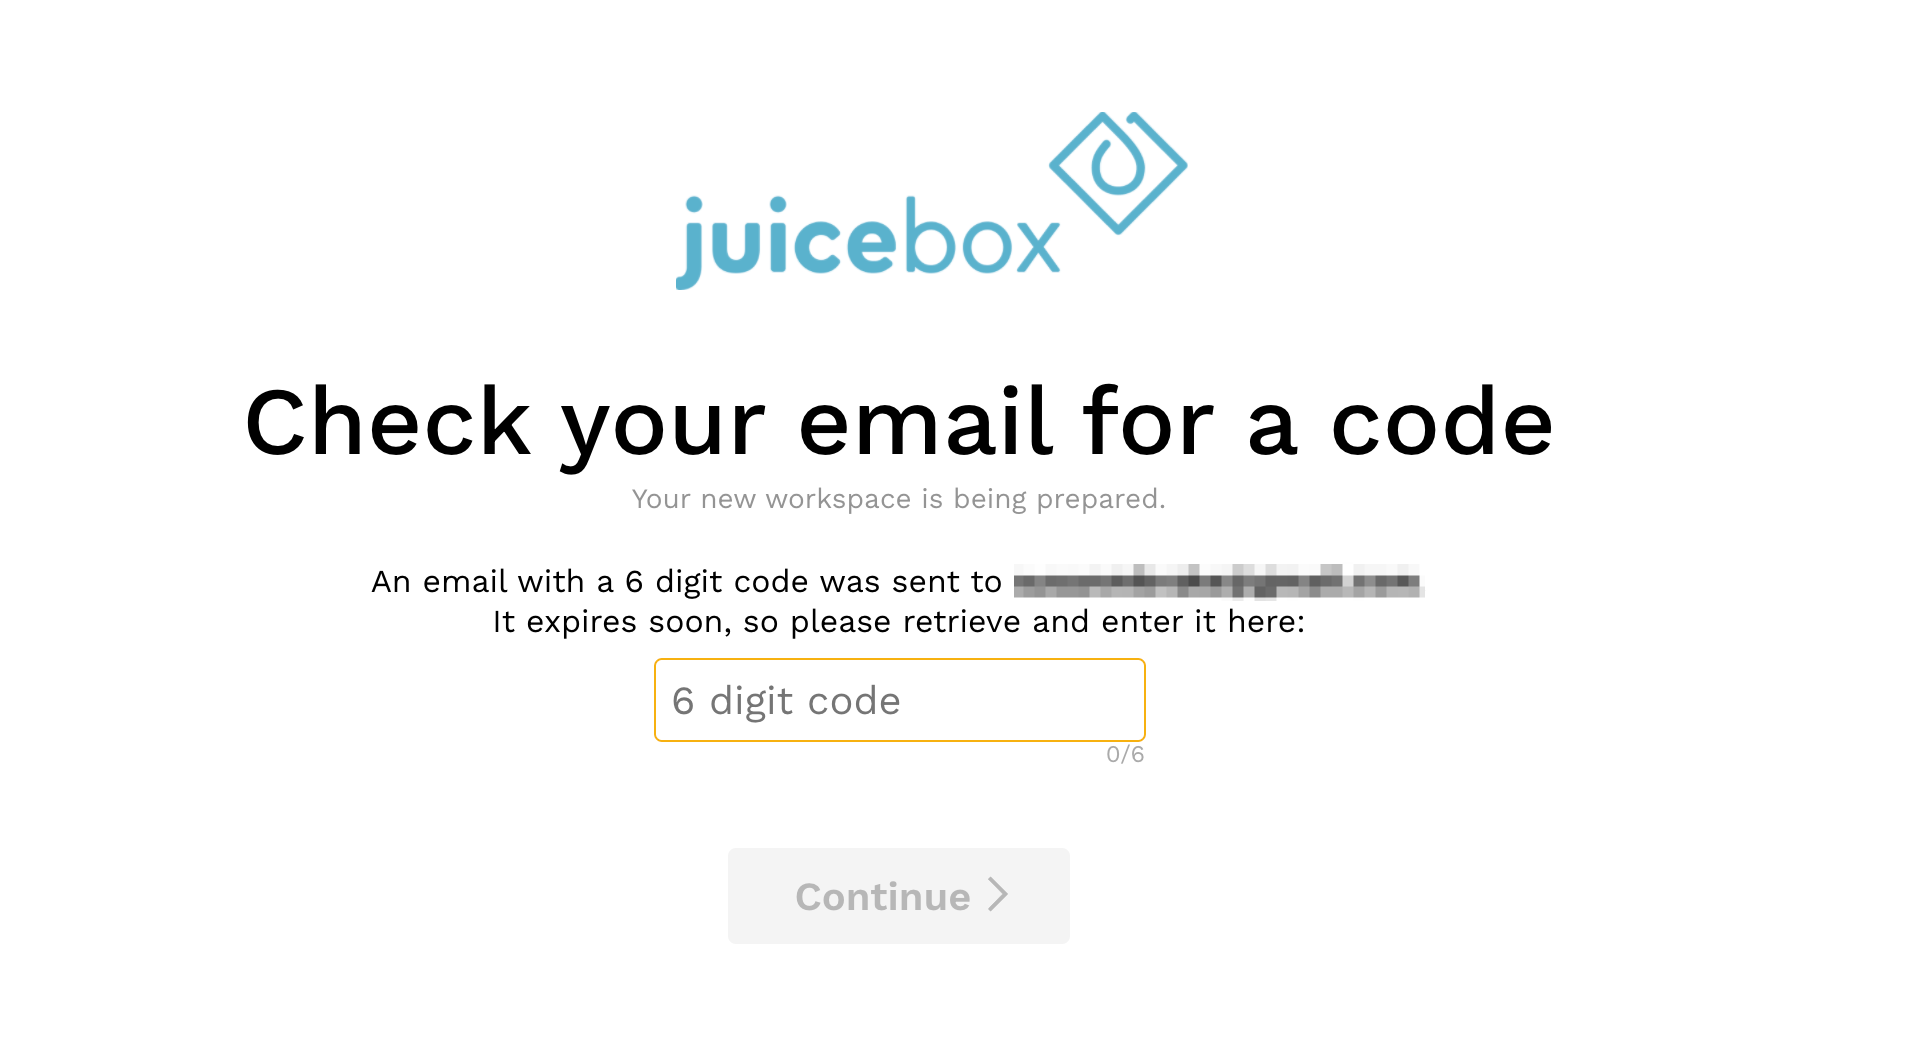 juicebox
Check your email for a code
Your new workspace is being prepared.
An email with a 6 digit code was sent to
It expires soon, so please retrieve and enter it here:
6 digit code
0/6
Continue